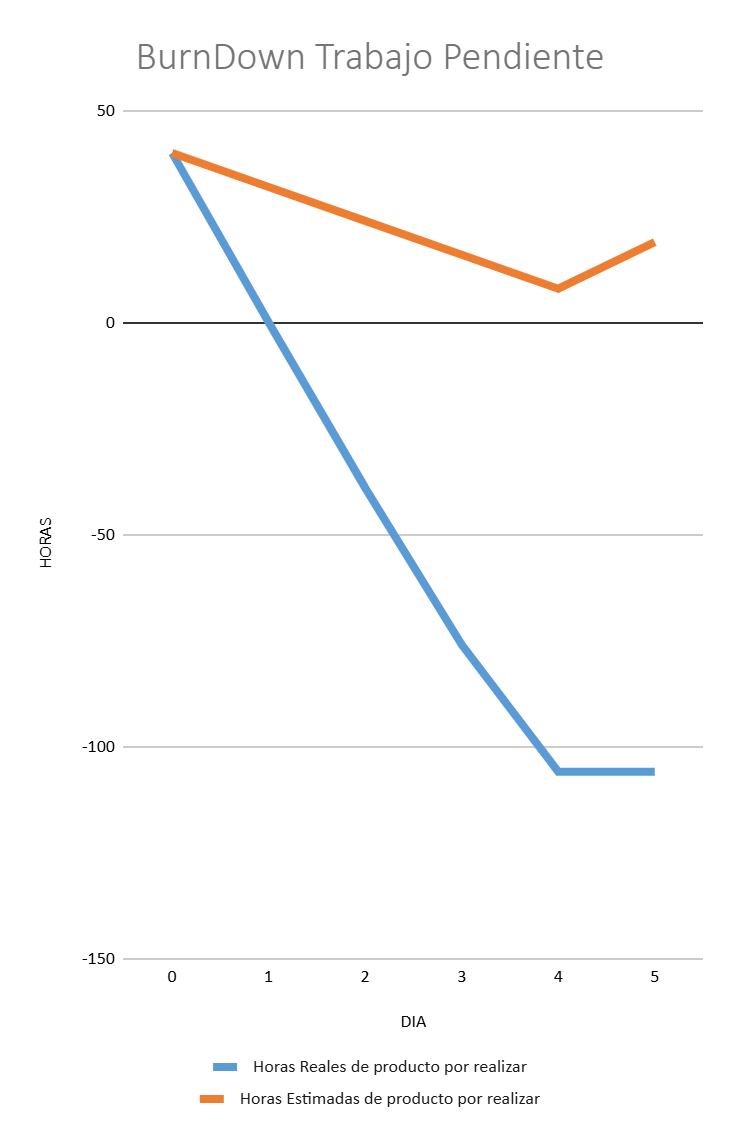 BurnDown Trabajo Pendiente
50
0
-50
-100
-150
HORAS
0 1 2 3 4 5
DIA
Horas Reales de producto por realizar
Horas Estimadas de producto por realizar